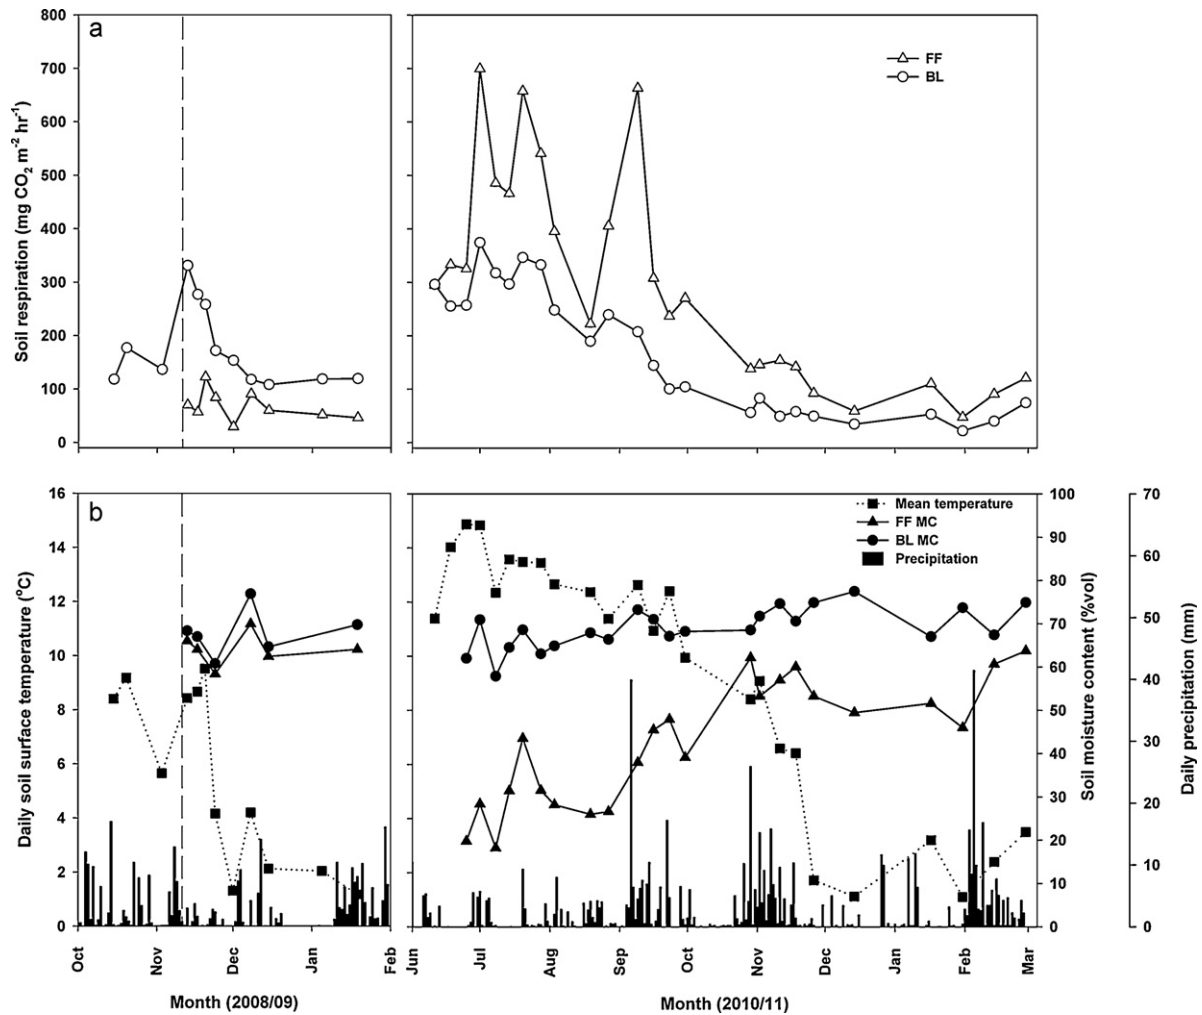 a
800
700
600
500
400
300
200
100
0
Soil respiration (mg CO2 m-2 hr-1)
FF
BL
b
16
14
12
10
8
6
4
2
0
Daily soil surface temperature (oC)
Mean temperature
FF MC
BL MC
Precipitation
100
90
80
70
60
50
40
30
20
10
0
Soil moisture content (%vol)
70
60
50
40
30
20
10
0
Daily precipitation (mm)
Oct
Nov
Dec
Jan
Feb
Month (2008/09)
Jun
Jul
Aug
Sep
Oct
Nov
Dec
Jan
Feb
Mar
Month (2010/11)